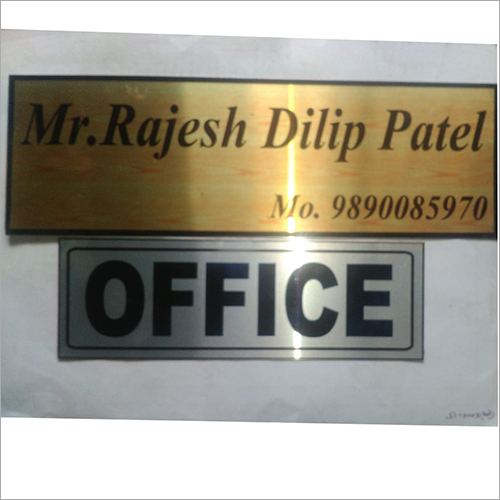 Mr.Rajesh Dilip Patel
Mo. 9890085970
OFFICE